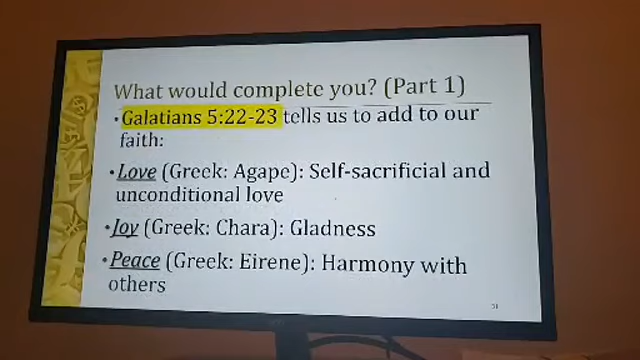 What would complete you? (Part 1)
•Galatians 5:22-23 tells us to add to our
faith:
•Love (Greek: Agape): Self-sacrificial and
unconditional love
•Joy (Greek: Chara): Gladness
•Peace (Greek: Eirene): Harmony with
others